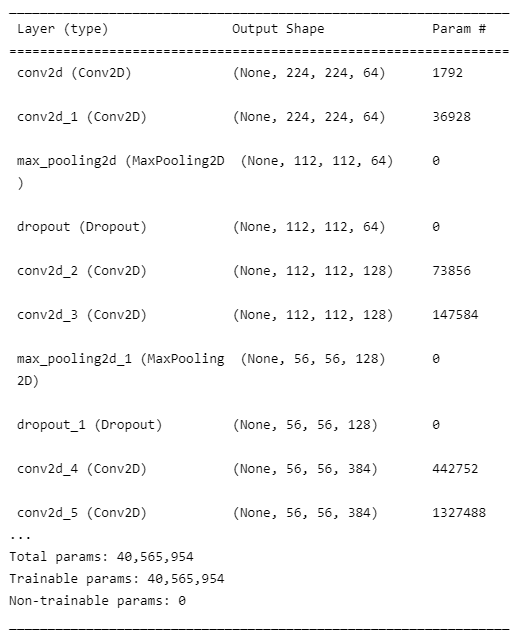 Layer (type) Output Shape Param #
conv2d (Conv2D) (None, 224, 224, 64) 1792
conv2d_1 (Conv2D) (None, 224, 224, 64) 36928
max_pooling2d (MaxPooling2D (None, 112, 112, 64) 0
)
dropout (Dropout) (None, 112, 112, 64) 0
conv2d_2 (Conv2D) (None, 112, 112, 128) 73856
conv2d_3 (Conv2D) (None, 112, 112, 128) 147584
max_pooling2d_1 (MaxPooling (None, 56, 56, 128) 0
2D)
dropout_1 (Dropout) (None, 56, 56, 128) 0
conv2d_4 (Conv2D) (None, 56, 56, 384) 442752
conv2d_5 (Conv2D) (None, 56, 56, 384) 1327488
...
Total params: 40,565,954
Trainable params: 40,565,954
Non-trainable params: 0